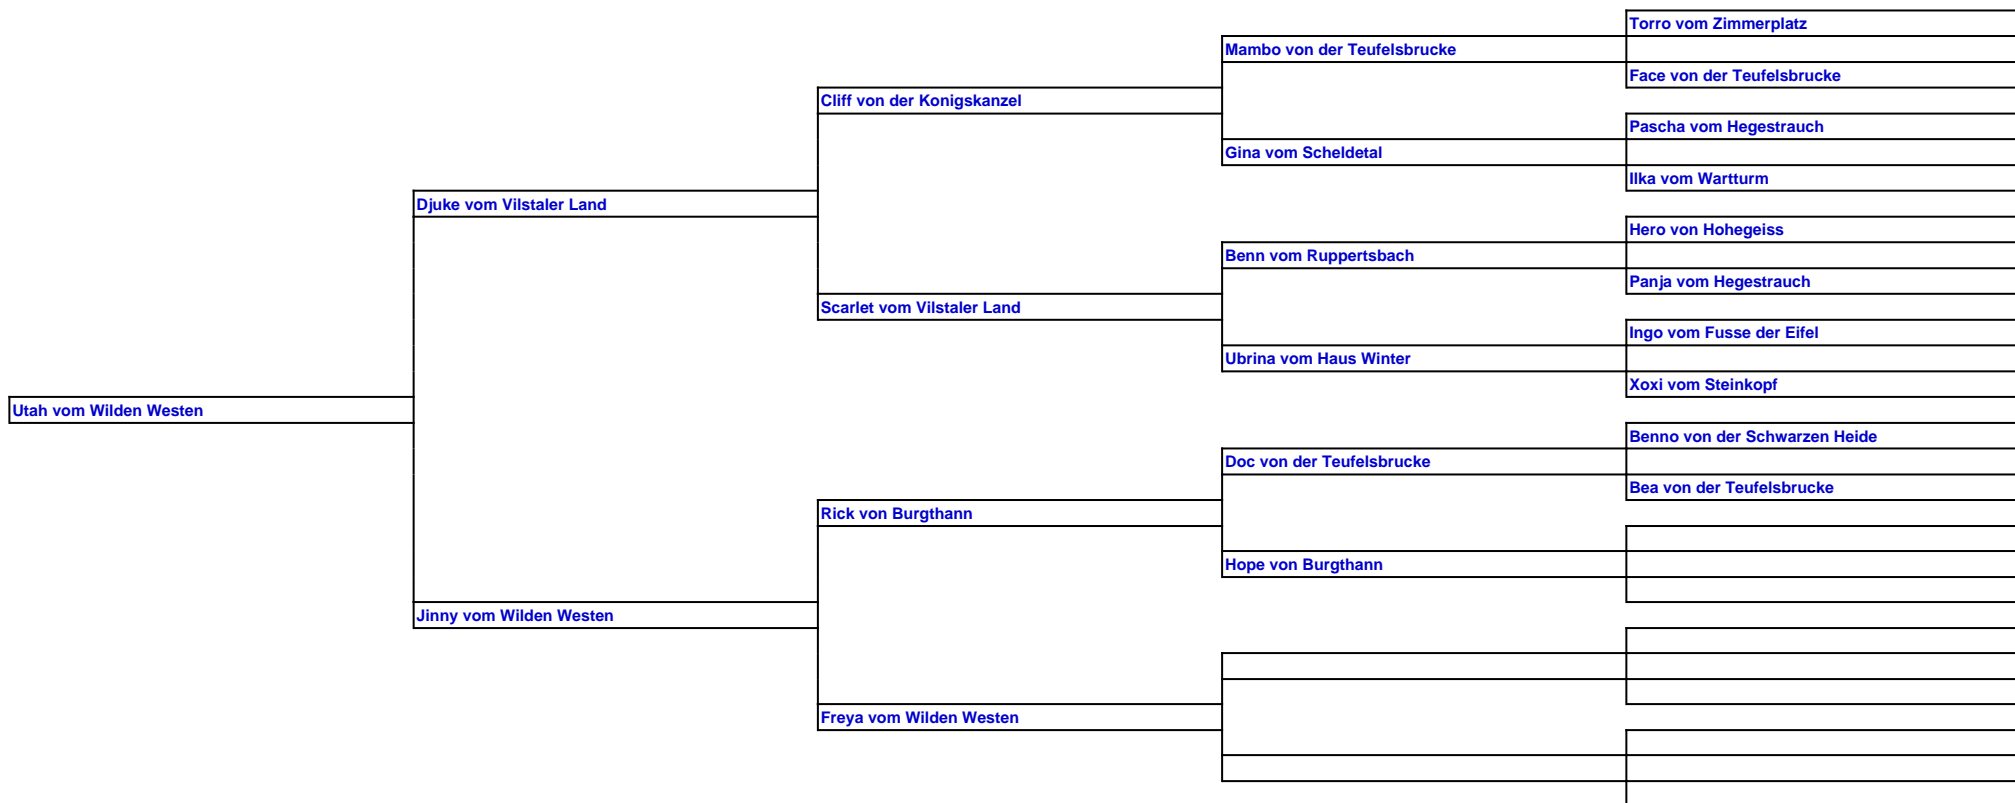 Torro vom Zimmerplatz
Mambo von der Teufelsbrucke
Face von der Teufelsbrucke
Cliff von der Konigskanzel
Pascha vom Hegestrauch
Gina vom Scheldetal
Ilka vom Wartturm
Djuke vom Vilstaler Land
Hero von Hohegeiss
Benn vom Ruppertsbach
Panja vom Hegestrauch
Scarlet vom Vilstaler Land
Ingo vom Fusse der Eifel
Ubrina vom Haus Winter
Xoxi vom Steinkopf
Utah vom Wilden Westen
Benno von der Schwarzen Heide
Doc von der Teufelsbrucke
Bea von der Teufelsbrucke
Rick von Burgthann
Hope von Burgthann
Jinny vom Wilden Westen
Freya vom Wilden Westen